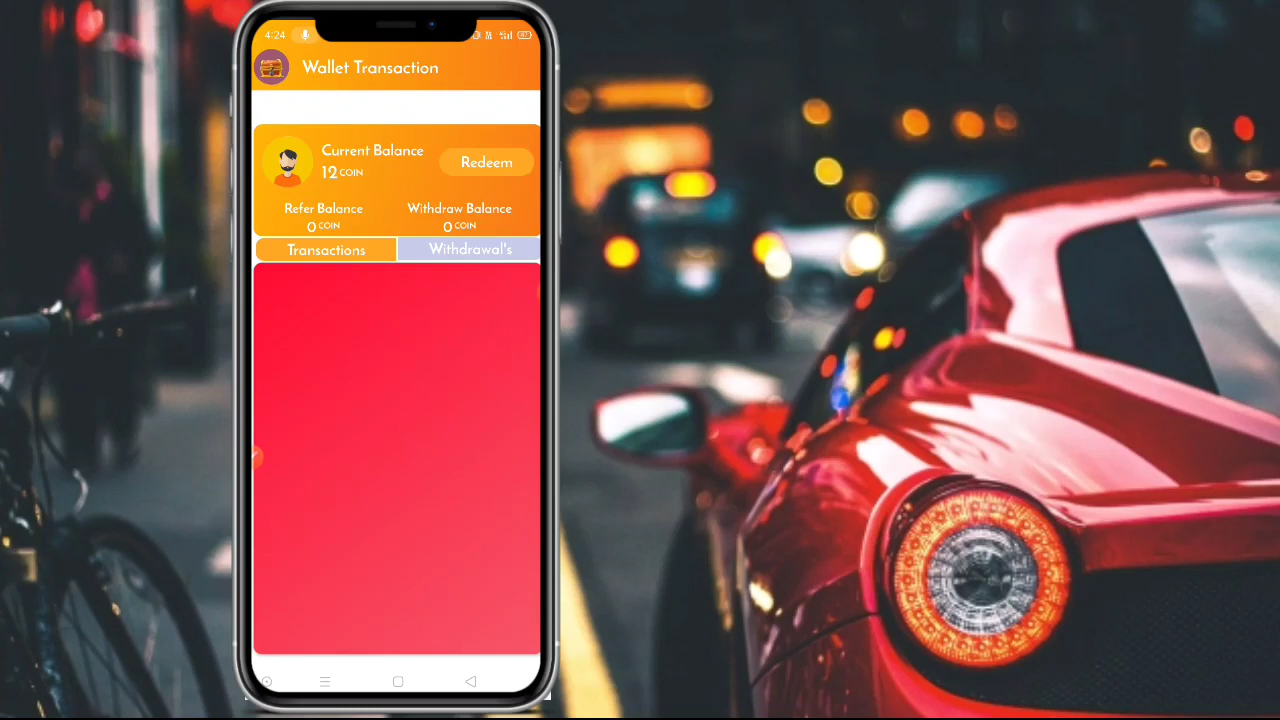 4:24
Wallet Transaction
Current Balance
12 COIN
Redeem
Refer Balance
Withdraw Balance
0 COIN
0 COIN
Transactions
Withdrawal's